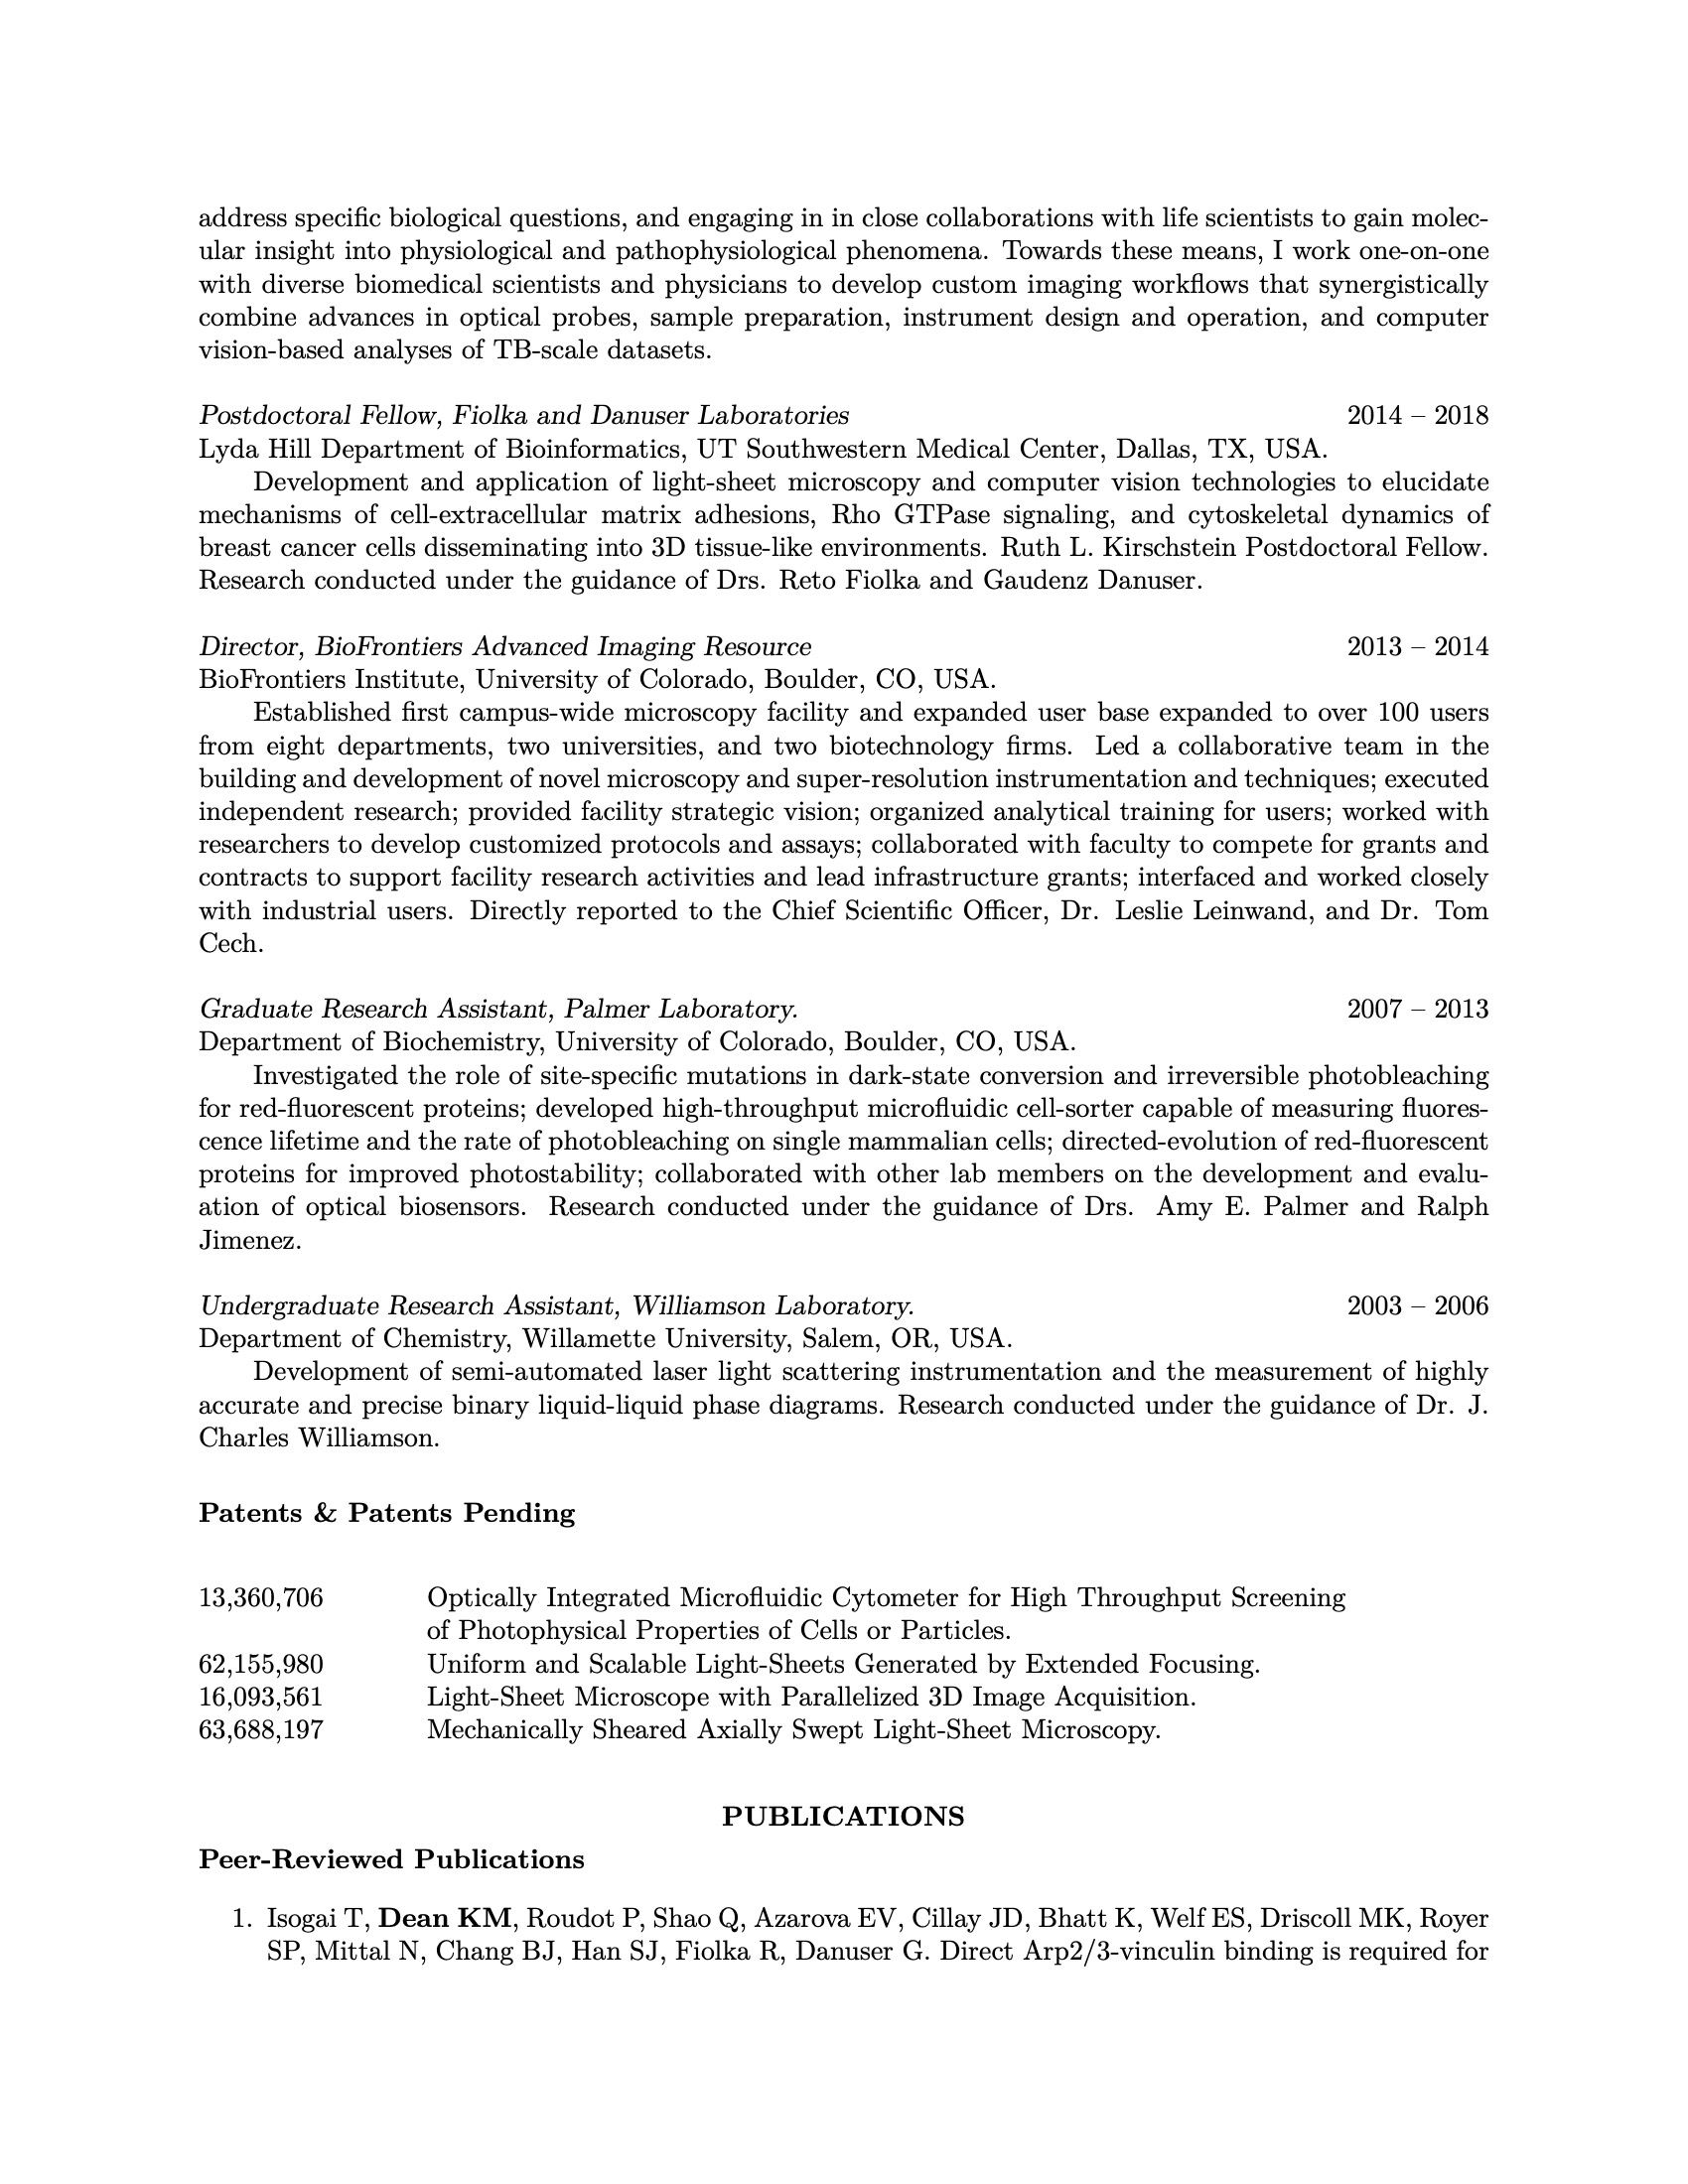 address specific biological questions, and engaging in in close collaborations with life scientists to gain molec-
ular insight into physiological and pathophysiological phenomena. Towards these means, I work one-on-one
with diverse biomedical scientists and physicians to develop custom imaging workflows that synergistically
combine advances in optical probes, sample preparation, instrument design and operation, and computer
vision-based analyses of TB-scale datasets.
Postdoctoral Fellow, Fiolka and Danuser Laboratories 2014 – 2018
Lyda Hill Department of Bioinformatics, UT Southwestern Medical Center, Dallas, TX, USA.
Development and application of light-sheet microscopy and computer vision technologies to elucidate
mechanisms of cell-extracellular matrix adhesions, Rho GTPase signaling, and cytoskeletal dynamics of
breast cancer cells disseminating into 3D tissue-like environments. Ruth L. Kirschstein Postdoctoral Fellow.
Research conducted under the guidance of Drs. Reto Fiolka and Gaudenz Danuser.
Director, BioFrontiers Advanced Imaging Resource 2013 – 2014
BioFrontiers Institute, University of Colorado, Boulder, CO, USA.
Established first campus-wide microscopy facility and expanded user base expanded to over 100 users
from eight departments, two universities, and two biotechnology firms. Led a collaborative team in the
building and development of novel microscopy and super-resolution instrumentation and techniques; executed
independent research; provided facility strategic vision; organized analytical training for users; worked with
researchers to develop customized protocols and assays; collaborated with faculty to compete for grants and
contracts to support facility research activities and lead infrastructure grants; interfaced and worked closely
with industrial users. Directly reported to the Chief Scientific Officer, Dr. Leslie Leinwand, and Dr. Tom
Cech.
Graduate Research Assistant, Palmer Laboratory. 2007 – 2013
Department of Biochemistry, University of Colorado, Boulder, CO, USA.
Investigated the role of site-specific mutations in dark-state conversion and irreversible photobleaching
for red-fluorescent proteins; developed high-throughput microfluidic cell-sorter capable of measuring fluores-
cence lifetime and the rate of photobleaching on single mammalian cells; directed-evolution of red-fluorescent
proteins for improved photostability; collaborated with other lab members on the development and evalu-
ation of optical biosensors. Research conducted under the guidance of Drs. Amy E. Palmer and Ralph
Jimenez.
Undergraduate Research Assistant, Williamson Laboratory. 2003 – 2006
Department of Chemistry, Willamette University, Salem, OR, USA.
Development of semi-automated laser light scattering instrumentation and the measurement of highly
accurate and precise binary liquid-liquid phase diagrams. Research conducted under the guidance of Dr. J.
Charles Williamson.
Patents & Patents Pending
13,360,706 Optically Integrated Microfluidic Cytometer for High Throughput Screening
of Photophysical Properties of Cells or Particles.
62,155,980 Uniform and Scalable Light-Sheets Generated by Extended Focusing.
16,093,561 Light-Sheet Microscope with Parallelized 3D Image Acquisition.
63,688,197 Mechanically Sheared Axially Swept Light-Sheet Microscopy.
PUBLICATIONS
Peer-Reviewed Publications
1. Isogai T, Dean KM, Roudot P, Shao Q, Azarova EV, Cillay JD, Bhatt K, Welf ES, Driscoll MK, Royer
SP, Mittal N, Chang BJ, Han SJ, Fiolka R, Danuser G. Direct Arp2/3-vinculin binding is required for